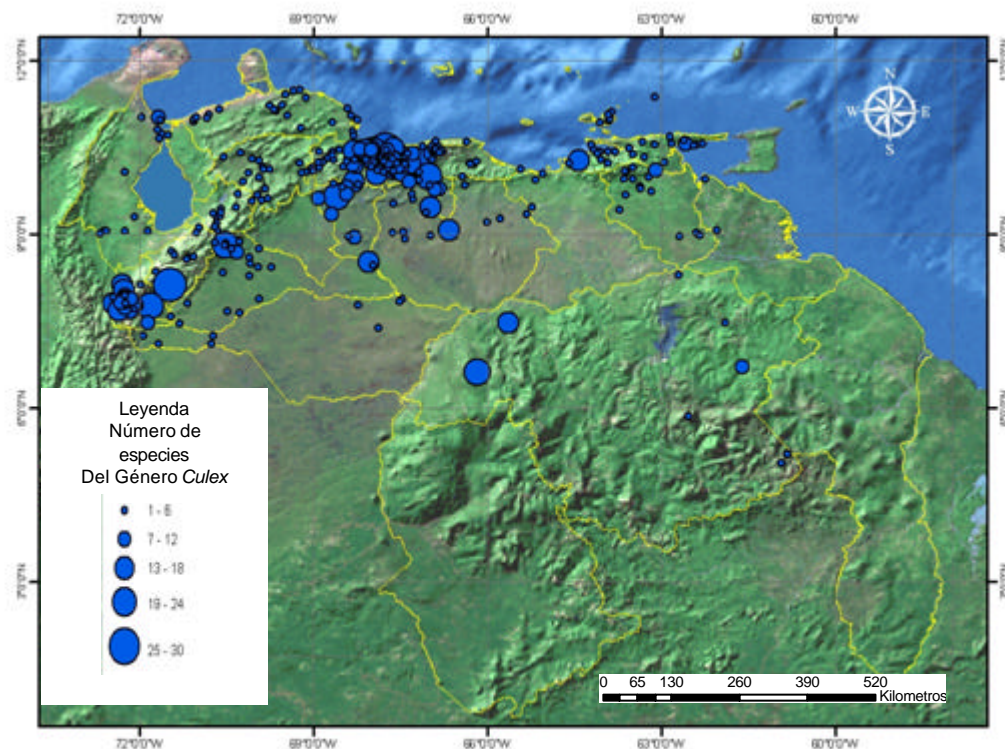 72°0'0"W 69°0'0"W 66°0'0"W 63°0'0"W 60°0'0"W
12°0'0"N
9°0'0"N
6°0'0"N
3°0'0"N
N
W E
S
Leyenda
Número de
especies
Del Género Culex
1 - 6
7 - 12
13 - 18
19 - 24
25 - 30
0 65 130 260 390 520
Kilometros
72°0'0"W 69°0'0"W 66°0'0"W 63°0'0"W 60°0'0"W